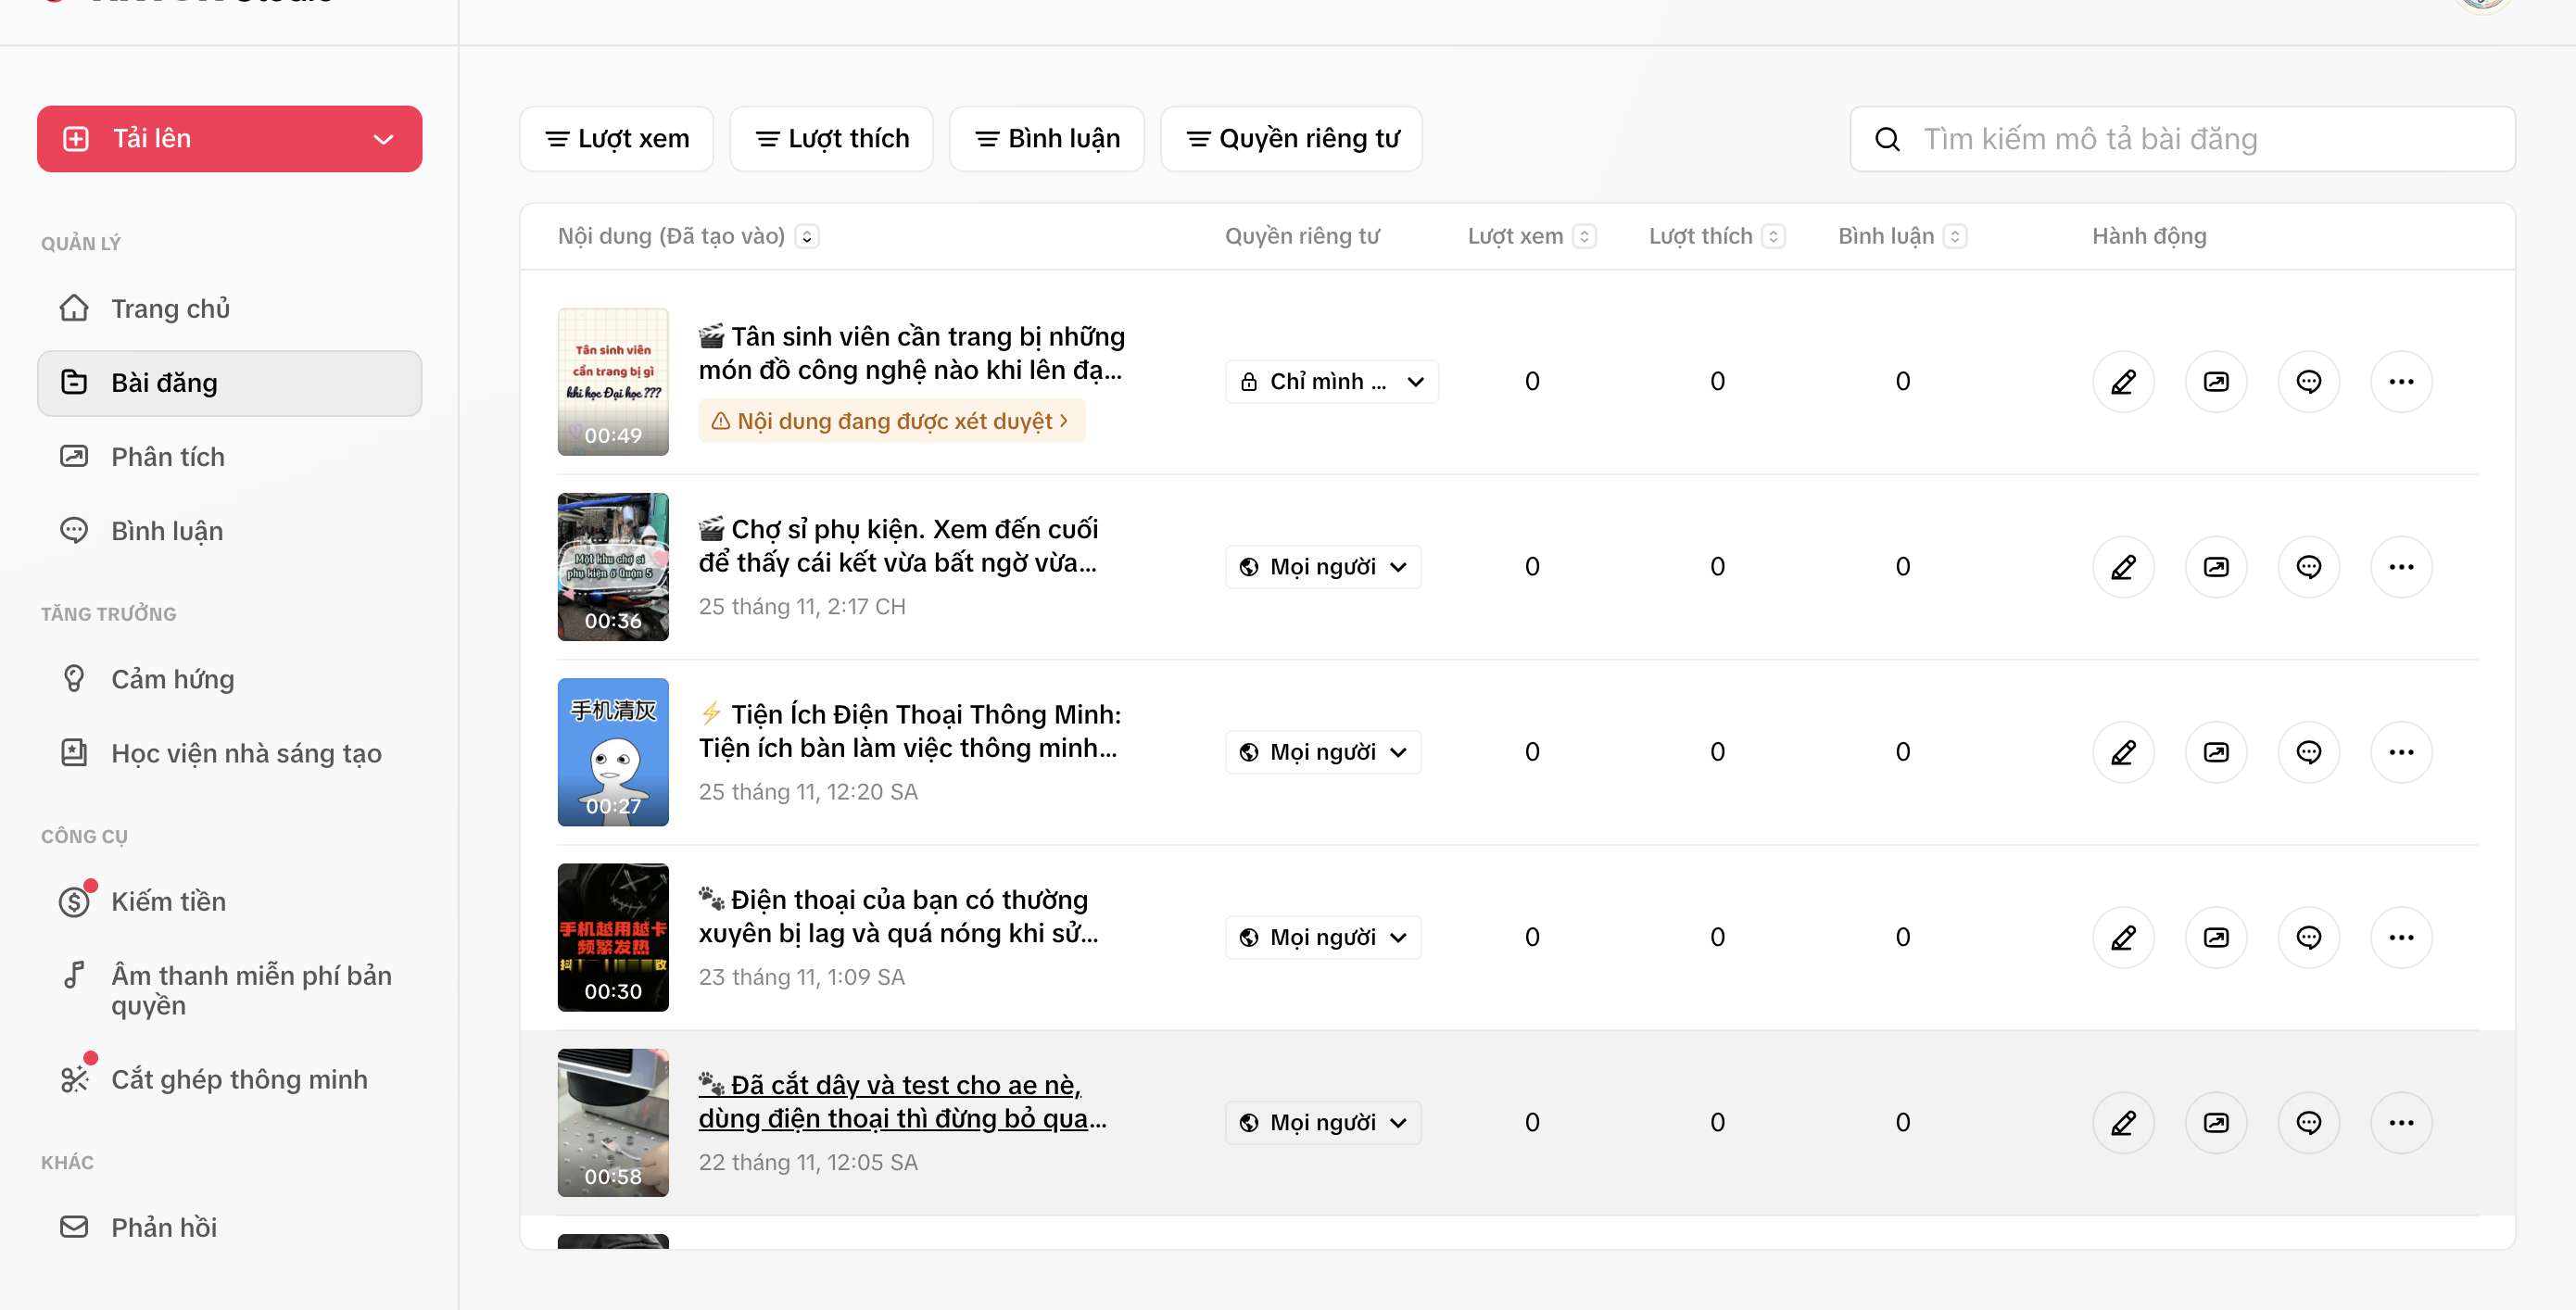 Tải lên
QUẢN LÝ
Trang chủ
Bài đăng
Phân tích
Bình luận
TĂNG TRƯỞNG
Cảm hứng
Học viện nhà sáng tạo
CÔNG CỤ
Kiếm tiền
Âm thanh miễn phí bản
quyền
Cắt ghép thông minh
KHÁC
Phản hồi
Lượt xem Lượt thích Bình luận Quyền riêng tư
Tìm kiếm mô tả bài đăng
Nội dung (Đã tạo vào) Quyền riêng tư Lượt xem Lượt thích Bình luận Hành động
Tân sinh viên
cần trang bị gì
khi học Đại học ???
00:49
🎬 Tân sinh viên cần trang bị những
món đồ công nghệ nào khi lên đạ...
Nội dung đang được xét duyệt >
Chỉ mình ... 0 0 0
Một khu chợ sỉ
phụ kiện ở Quận 5
00:36
🎬 Chợ sỉ phụ kiện. Xem đến cuối
để thấy cái kết vừa bất ngờ vừa...
25 tháng 11, 2:17 CH
Mọi người 0 0 0
手机清灰
00:27
⚡ Tiện Ích Điện Thoại Thông Minh:
Tiện ích bàn làm việc thông minh...
25 tháng 11, 12:20 SA
Mọi người 0 0 0
手机越用越卡
频繁发热
00:30
🐾 Điện thoại của bạn có thường
xuyên bị lag và quá nóng khi sử...
23 tháng 11, 1:09 SA
Mọi người 0 0 0
00:58
🐾 Đã cắt dây và test cho ae nè,
dùng điện thoại thì đừng bỏ qua...
22 tháng 11, 12:05 SA
Mọi người 0 0 0